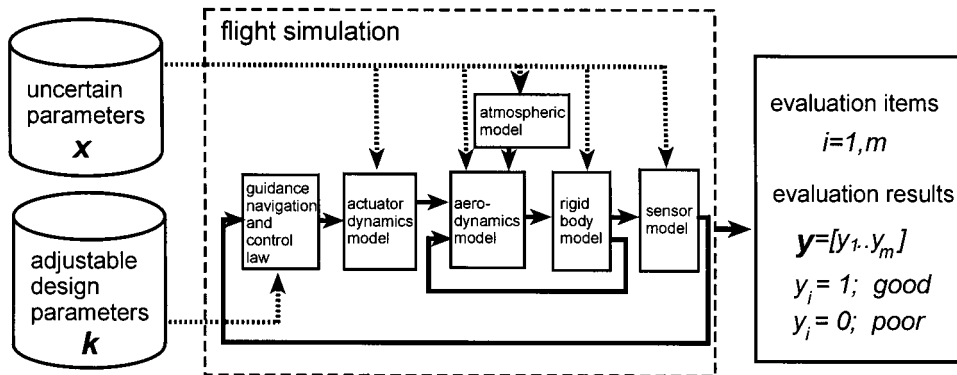 flight simulation
uncertain
parameters
x
adjustable
design
parameters
k
atmospheric
model
guidance
navigation
and
control
law
actuator
dynamics
model
aero-
dynamics
model
rigid
body
model
sensor
model
evaluation items
i=1,m
evaluation results
y=[y1..ym]
yi = 1; good
yi = 0; poor